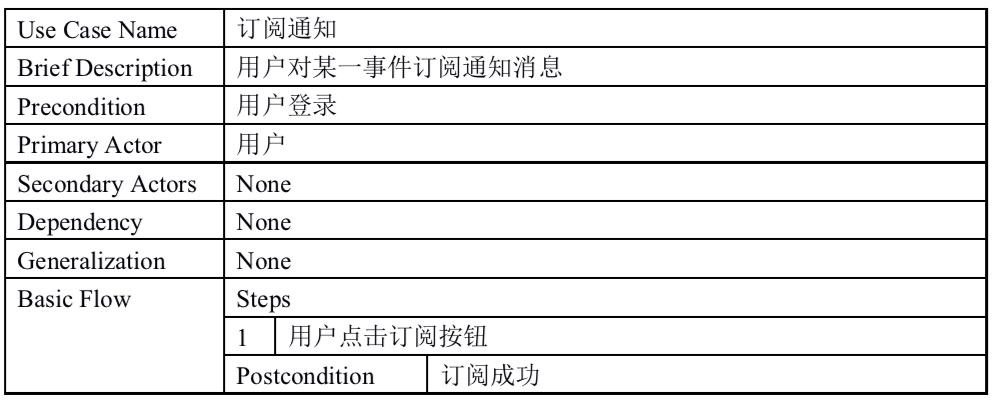 Use Case Name 订阅通知
Brief Description 用户对某一事件订阅通知消息
Precondition 用户登录
Primary Actor 用户
Secondary Actors None
Dependency None
Generalization None
Basic Flow Steps
1 用户点击订阅按钮
Postcondition 订阅成功